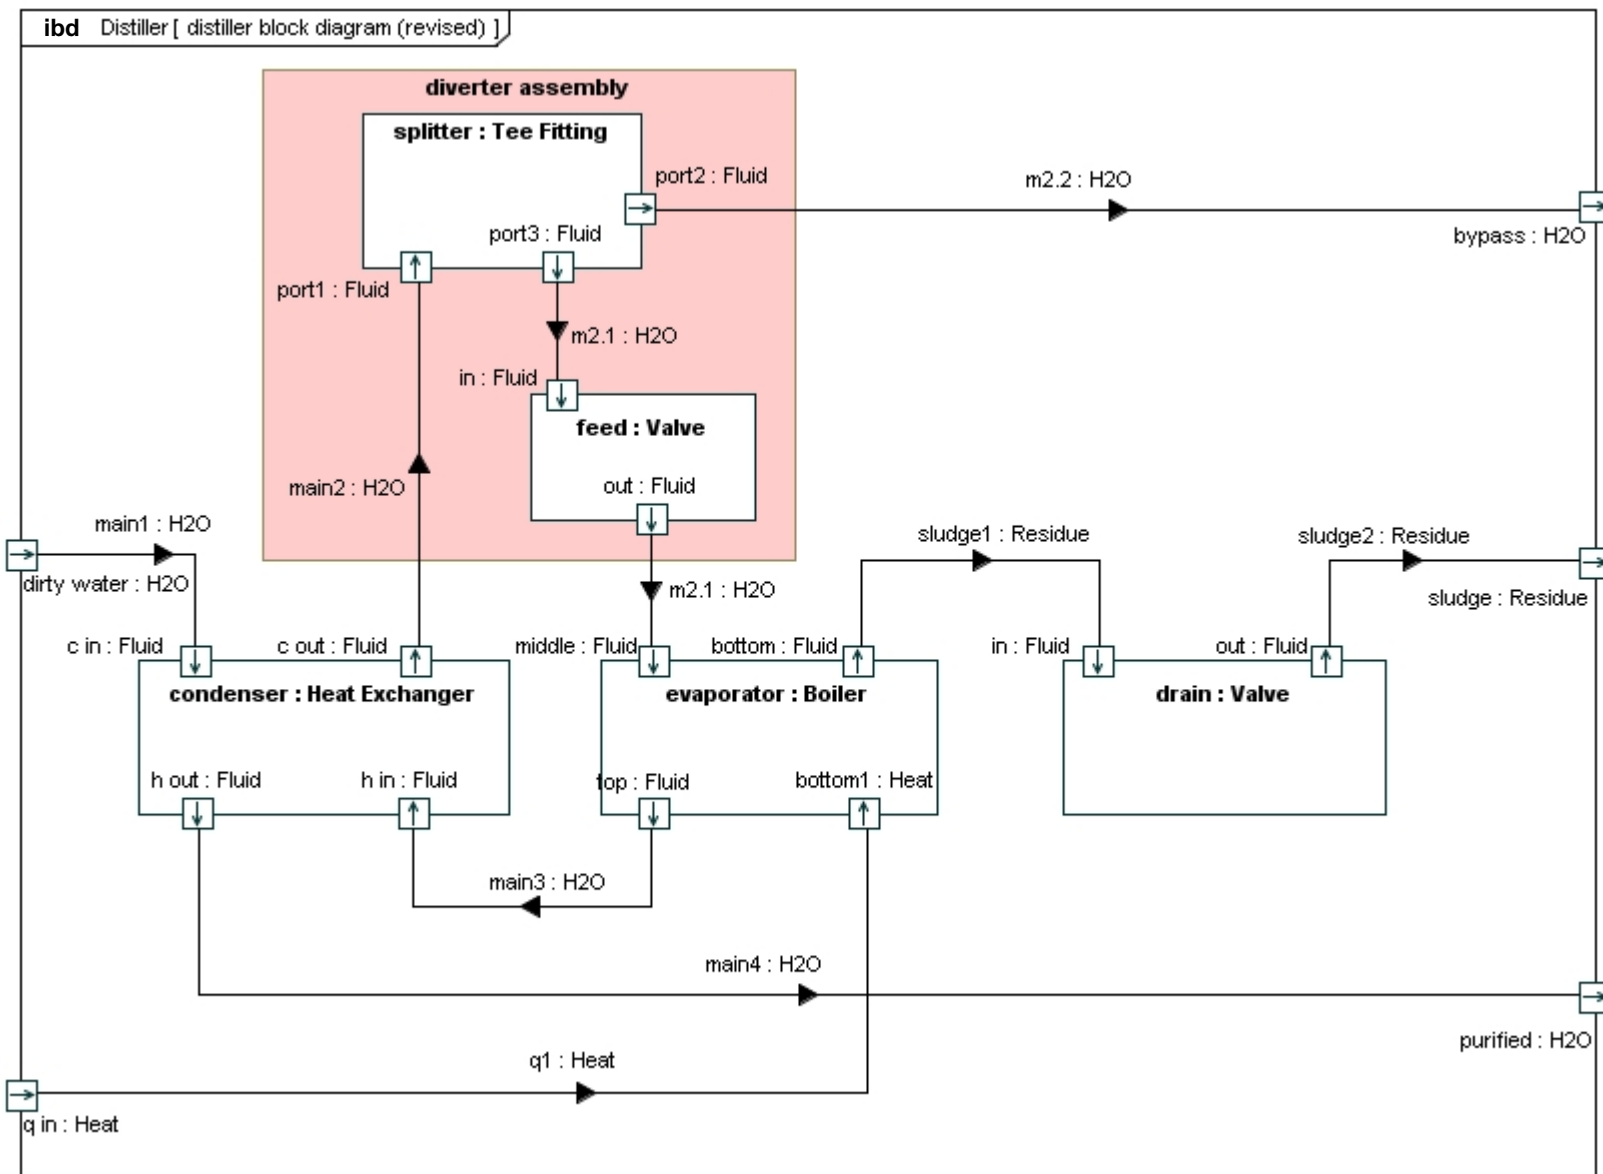 ibd Distiller [ distiller block diagram (revised) ]
diverter assembly
splitter : Tee Fitting
port2 : Fluid
m2.2 : H2O
port3 : Fluid
bypass : H2O
port1 : Fluid
m2.1 : H2O
in : Fluid
feed : Valve
main2 : H2O
out : Fluid
main1 : H2O
sludge1 : Residue
sludge2 : Residue
dirty water : H2O
m2.1 : H2O
sludge : Residue
c in : Fluid
c out : Fluid
middle : Fluid
bottom : Fluid
in : Fluid
out : Fluid
condenser : Heat Exchanger
evaporator : Boiler
drain : Valve
h out : Fluid
h in : Fluid
top : Fluid
bottom1 : Heat
main3 : H2O
main4 : H2O
purified : H2O
q1 : Heat
q in : Heat